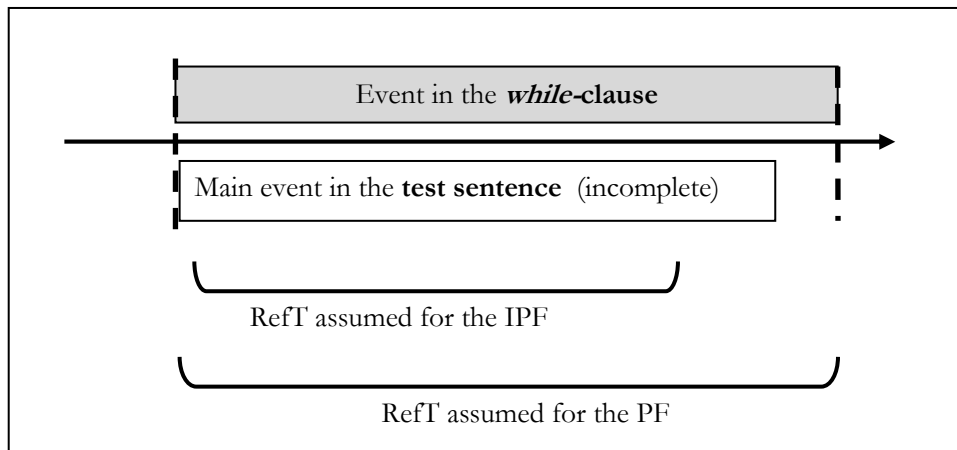 Event in the while-clause
Main event in the test sentence (incomplete)
RefT assumed for the IPF
RefT assumed for the PF